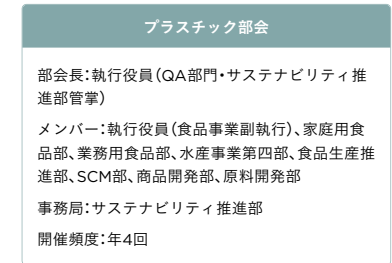 プラスチック部会
部会長：執行役員（QA部門・サステナビリティ推
進部管掌）
メンバー：執行役員（食品事業副執行）、家庭用食
品部、業務用食品部、水産事業第四部、食品生産推
進部、SCM部、商品開発部、原料開発部
事務局：サステナビリティ推進部
開催頻度：年4回